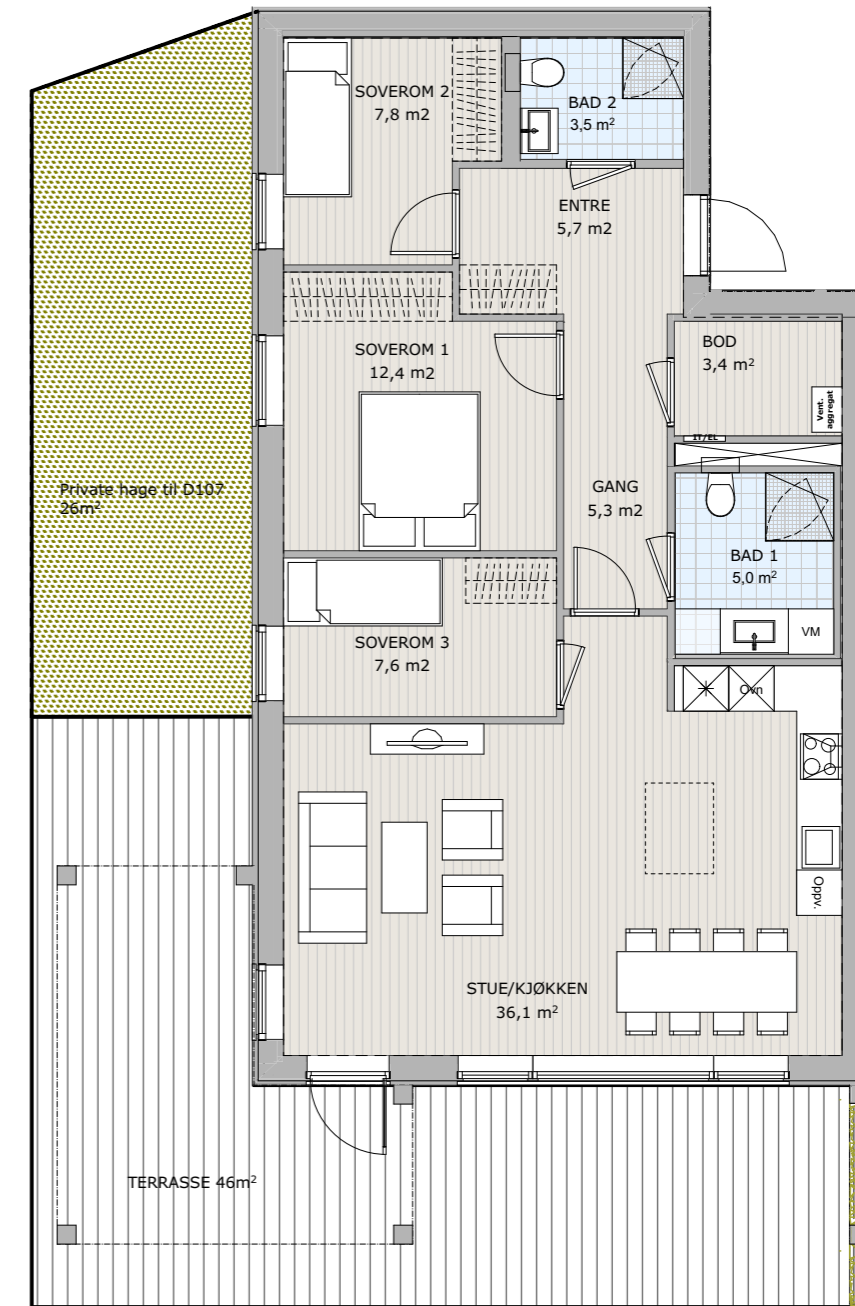 SOVEROM 2
7,8 m2
BAD 2
3,5 m²
ENTRE
5,7 m2
SOVEROM 1
12,4 m2
BOD
3,4 m²
Vent.
aggregat
IT/EL
Private hage til D107
26m²
GANG
5,3 m2
BAD 1
5,0 m²
VM
SOVEROM 3
7,6 m2
Ovn
Oppv.
STUE/KJØKKEN
36,1 m²
TERRASSE 46m²